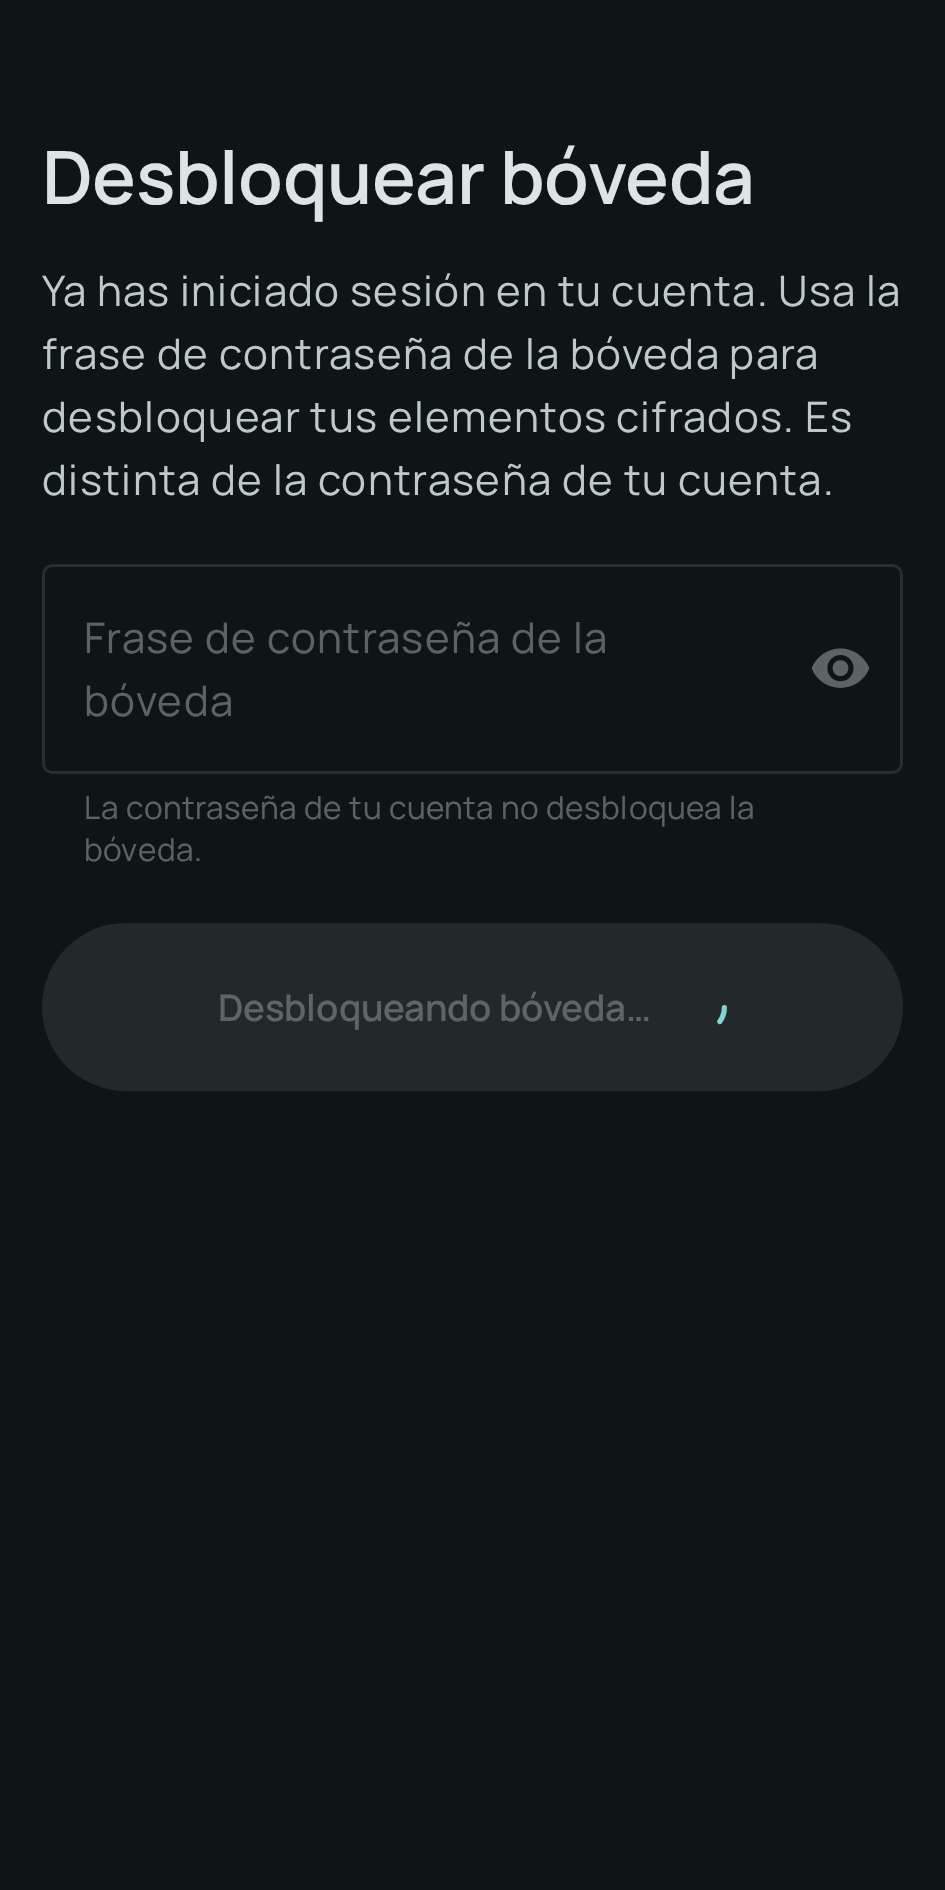 Desbloquear bóveda
Ya has iniciado sesión en tu cuenta. Usa la
frase de contraseña de la bóveda para
desbloquear tus elementos cifrados. Es
distinta de la contraseña de tu cuenta.
Frase de contraseña de la
bóveda
La contraseña de tu cuenta no desbloquea la
bóveda.
Desbloqueando bóveda…